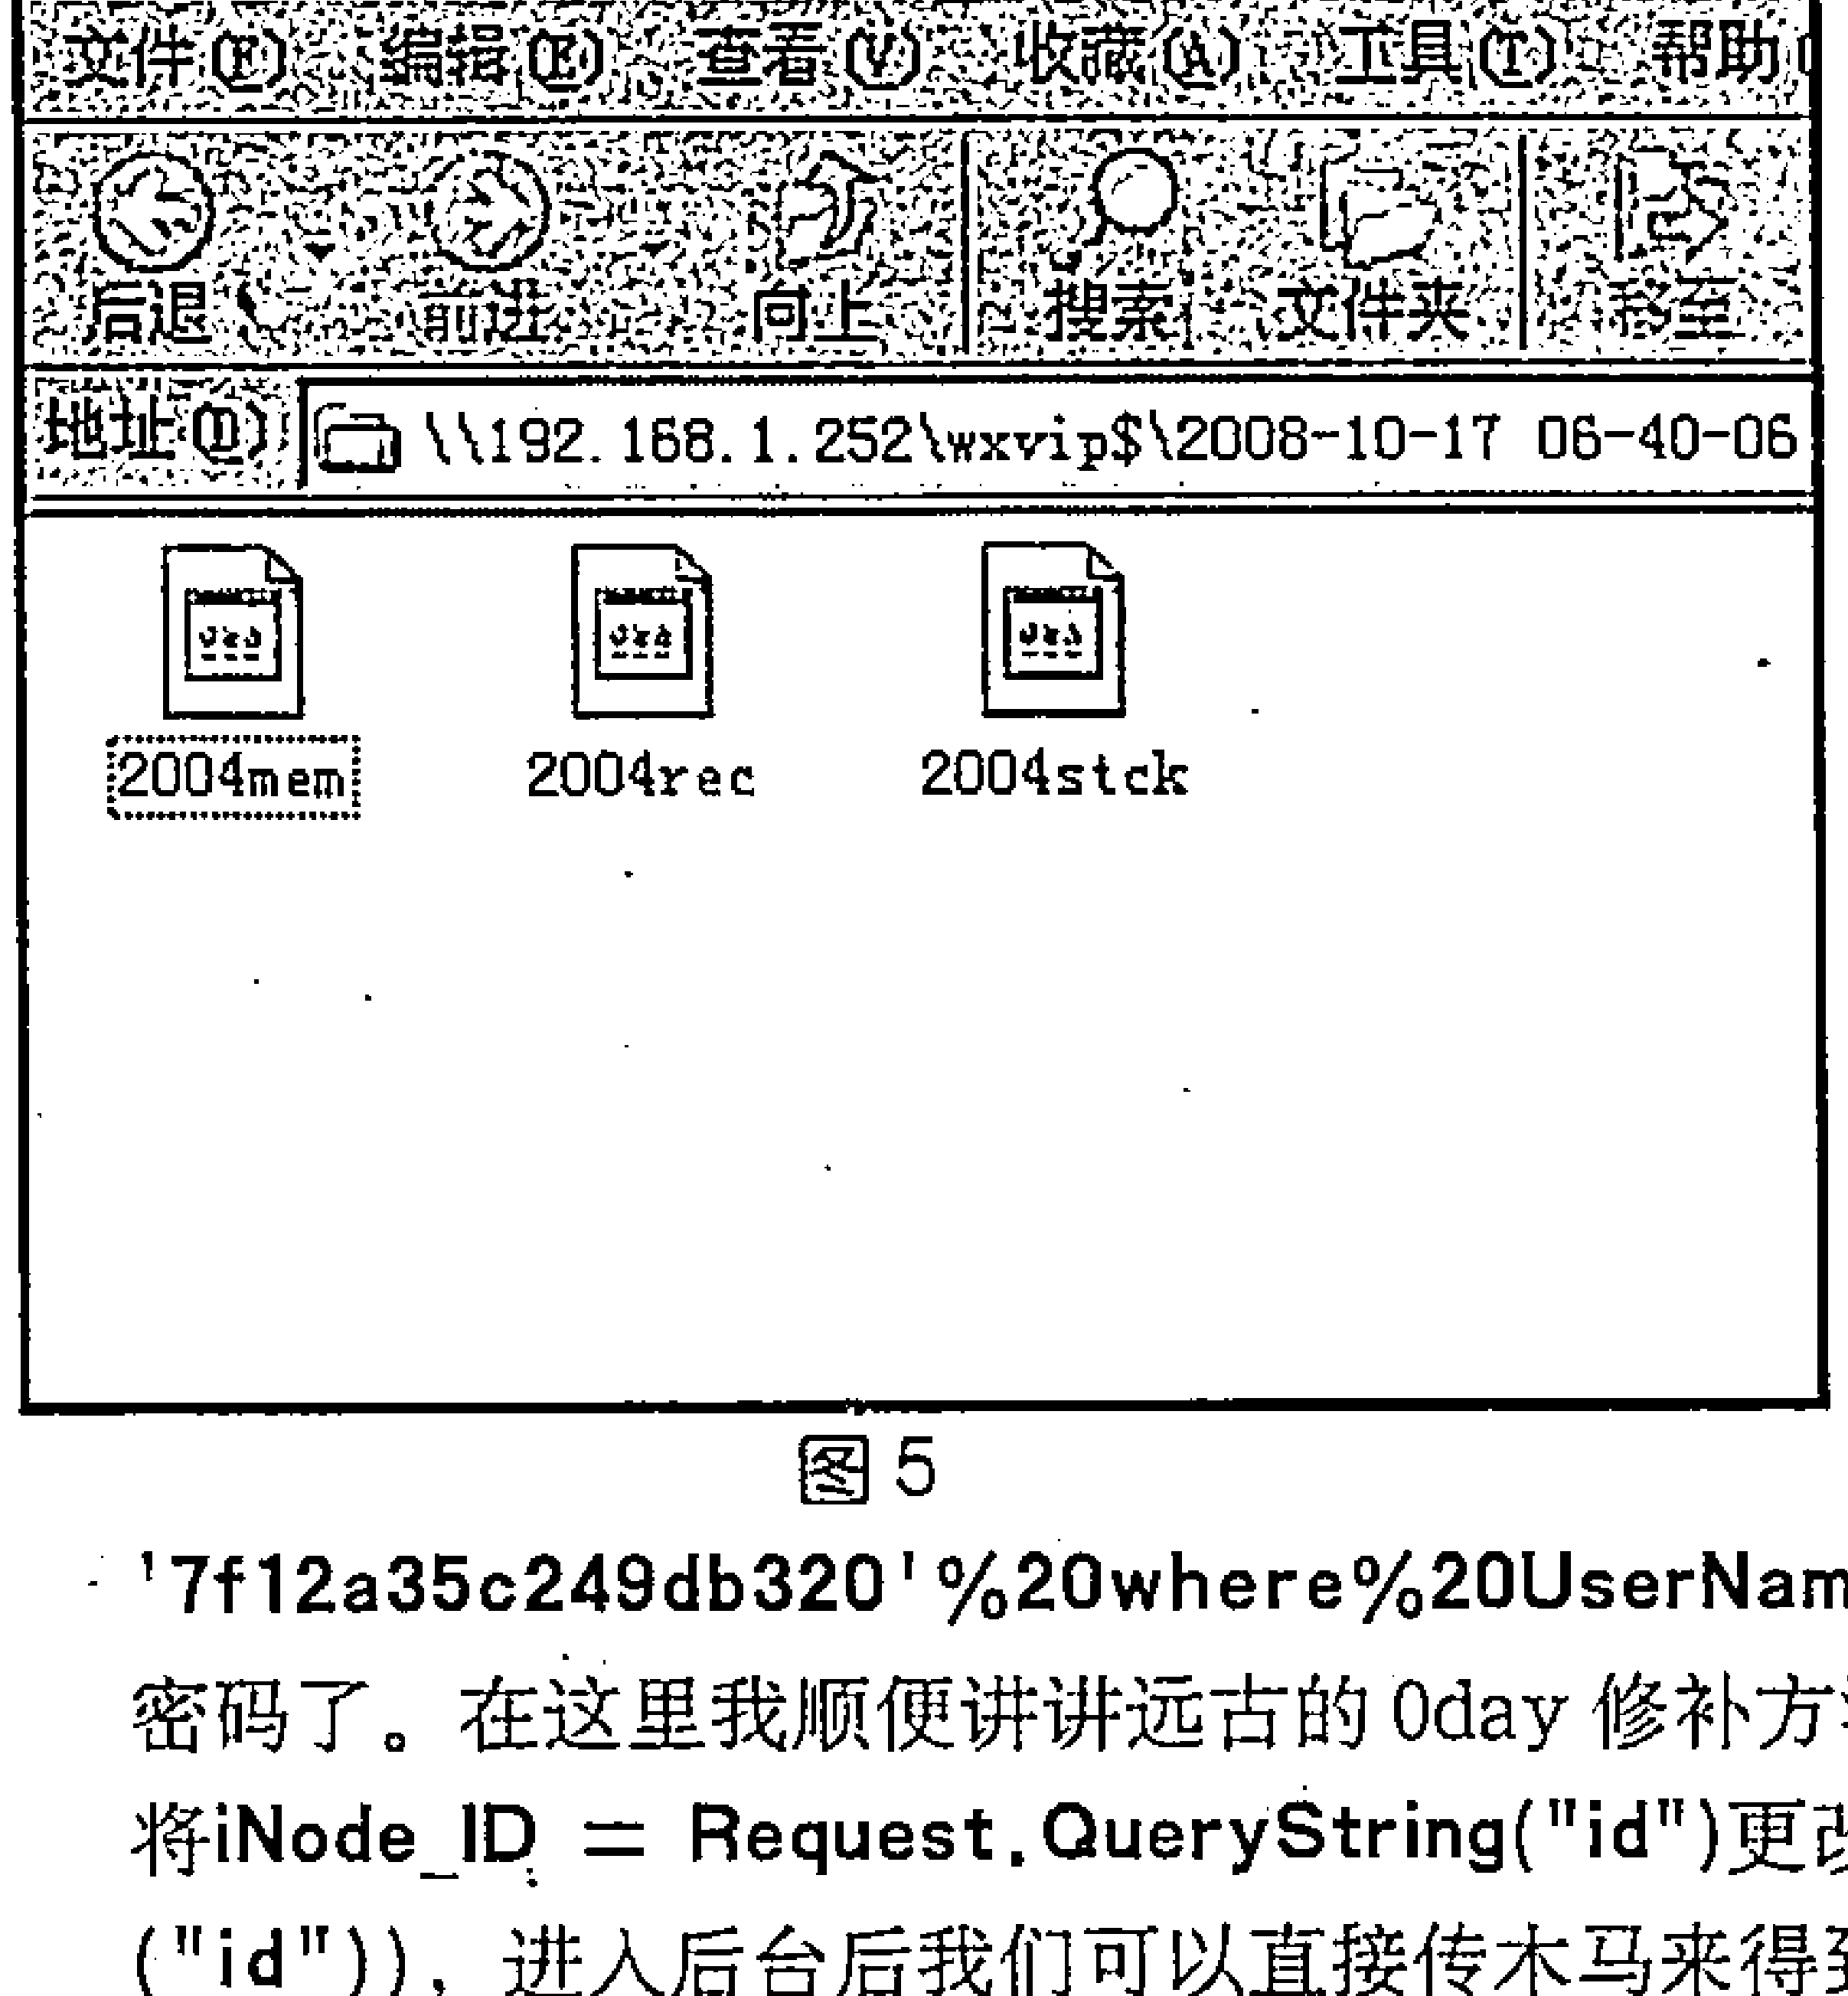 文件(F) 编辑(E) 查看(V) 收藏(A) 工具(T) 帮助(
后退 前进 向上 搜索 文件夹 移至
地址(D) \\192.168.1.252\wxvip$\2008-10-17 06-40-06
2004mem 2004rec 2004stck
图 5
'7f12a35c249db320'%20where%20UserNam
密码了。在这里我顺便讲讲远古的 0day 修补方
将iNode_ID = Request.QueryString("id")更改
("id")), 进入后台后我们可以直接传木马来得到